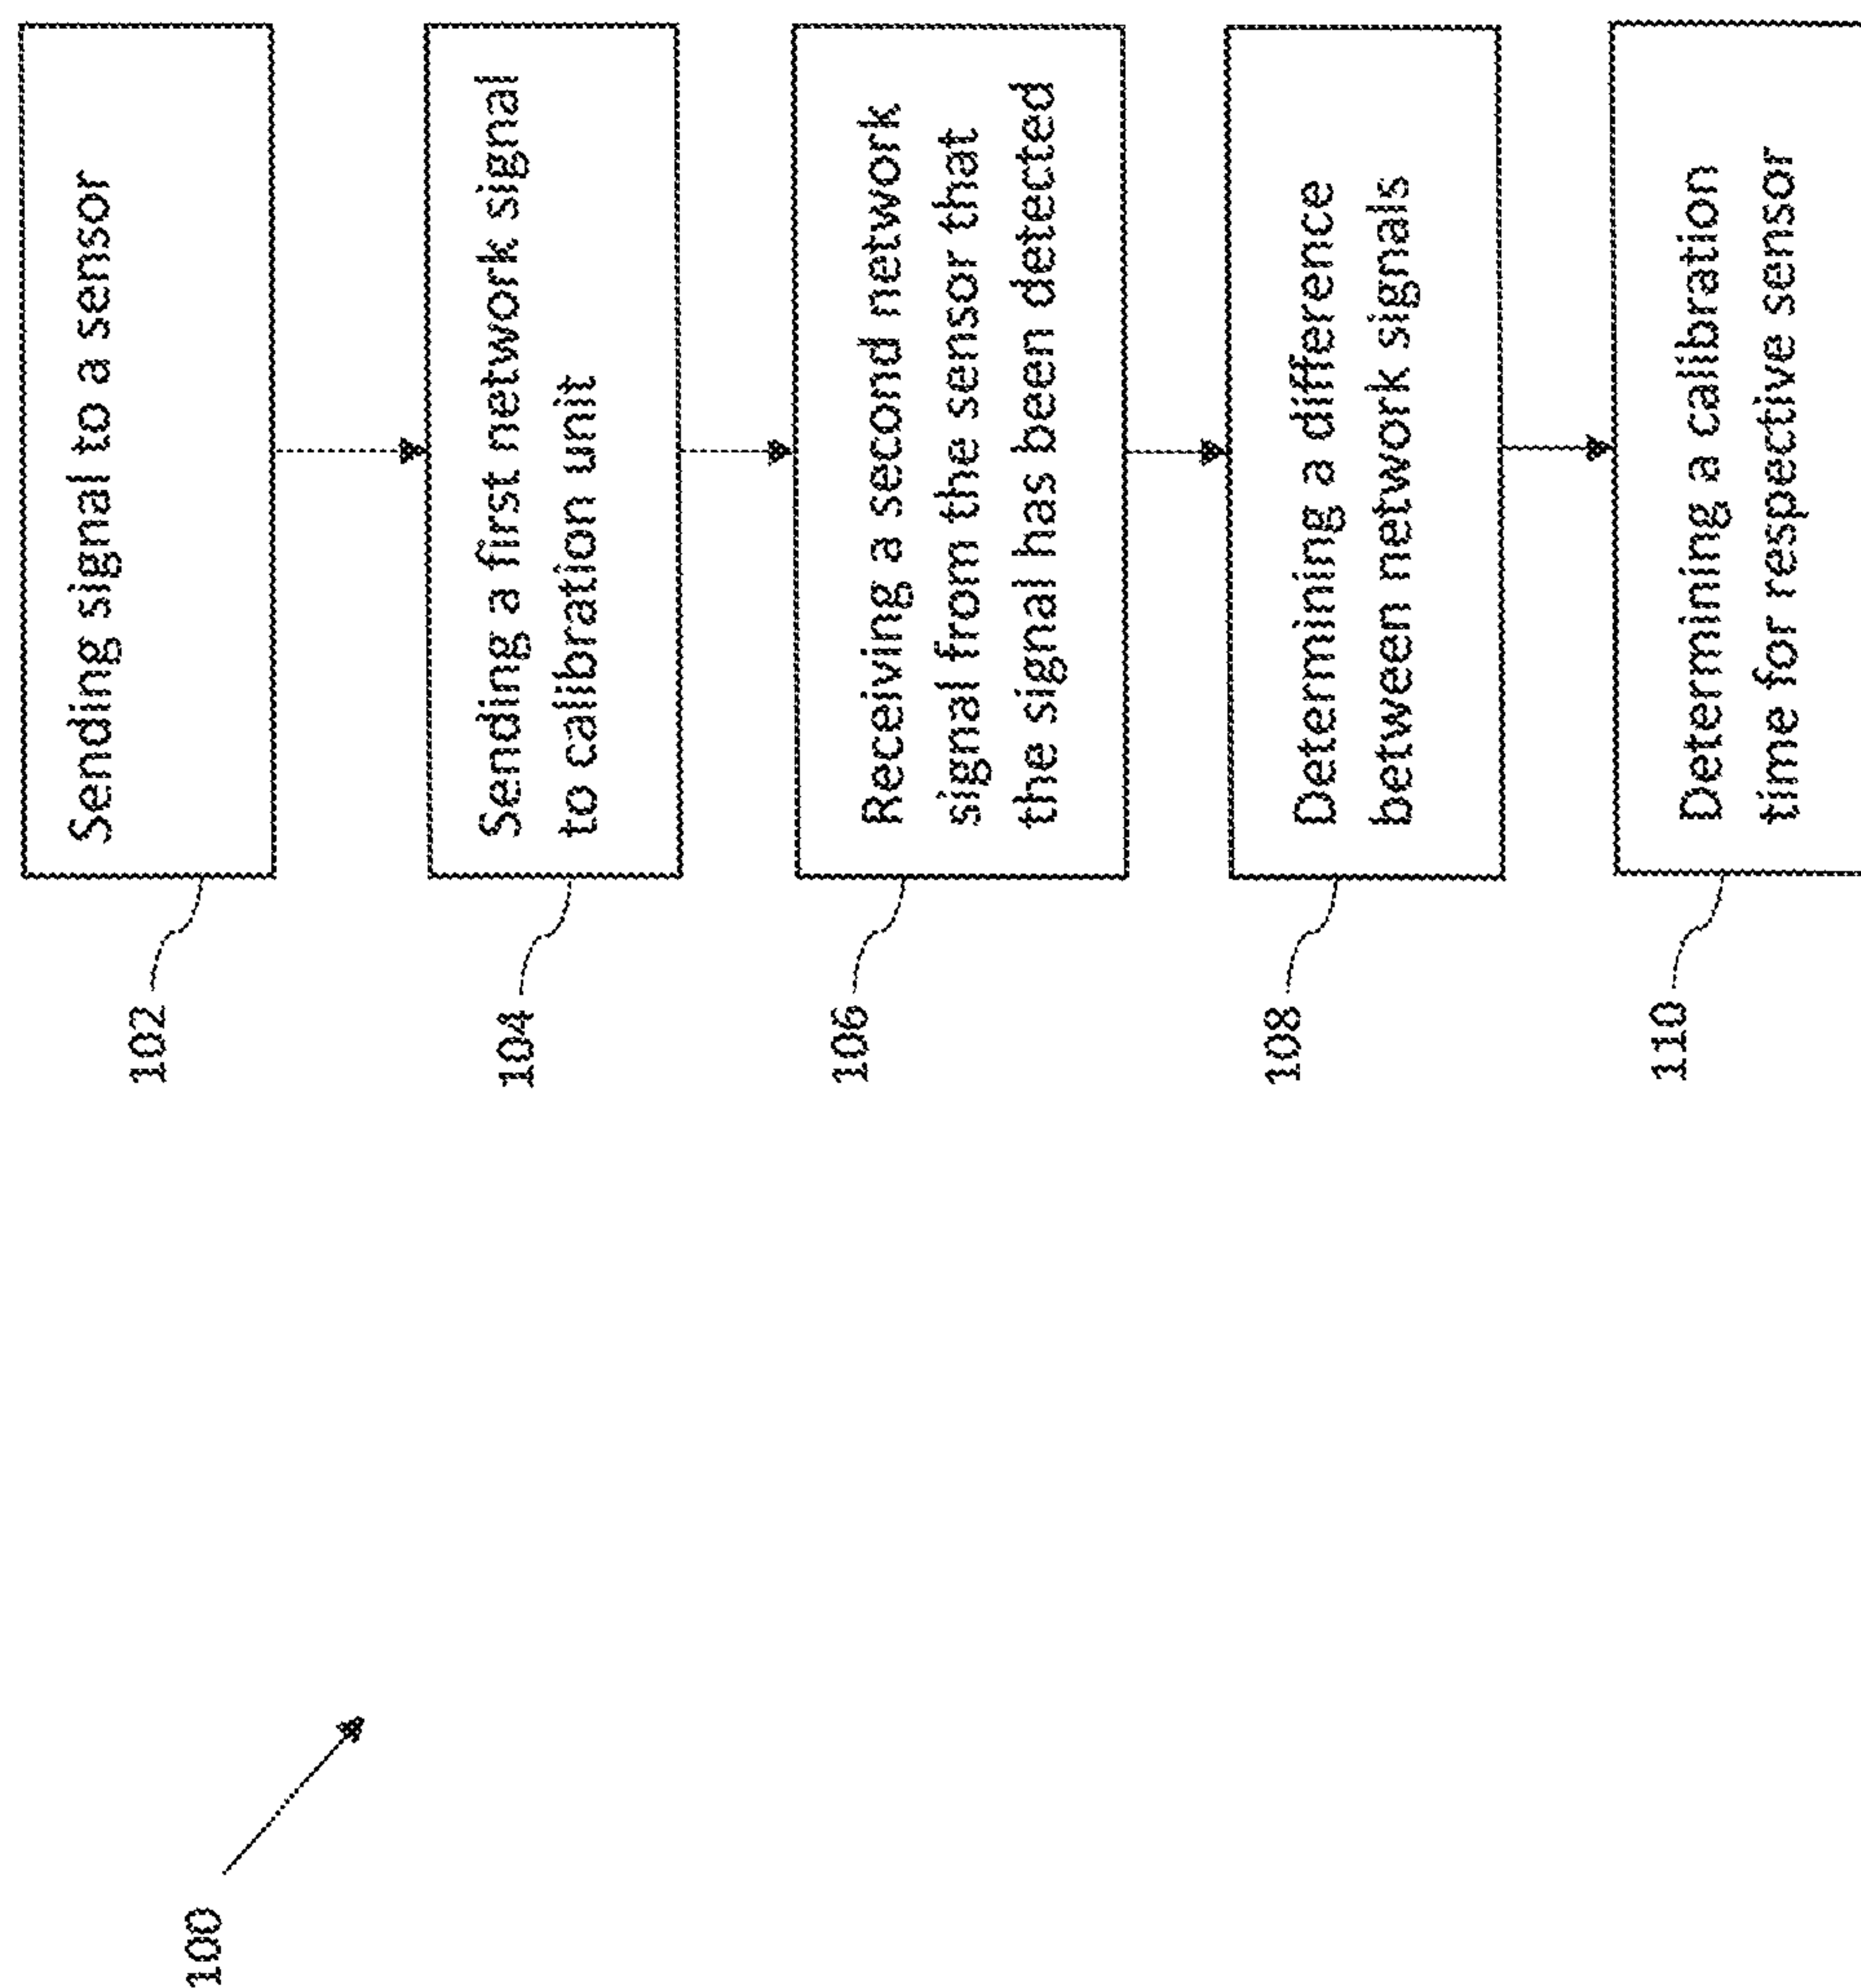 100
102
Sending signal to a sensor
104
Sending a first network signal
to calibration unit
106
Receiving a second network
signal from the sensor that
the signal has been detected
108
Determining a difference
between network signals
110
Determining a calibration
time for respective sensor